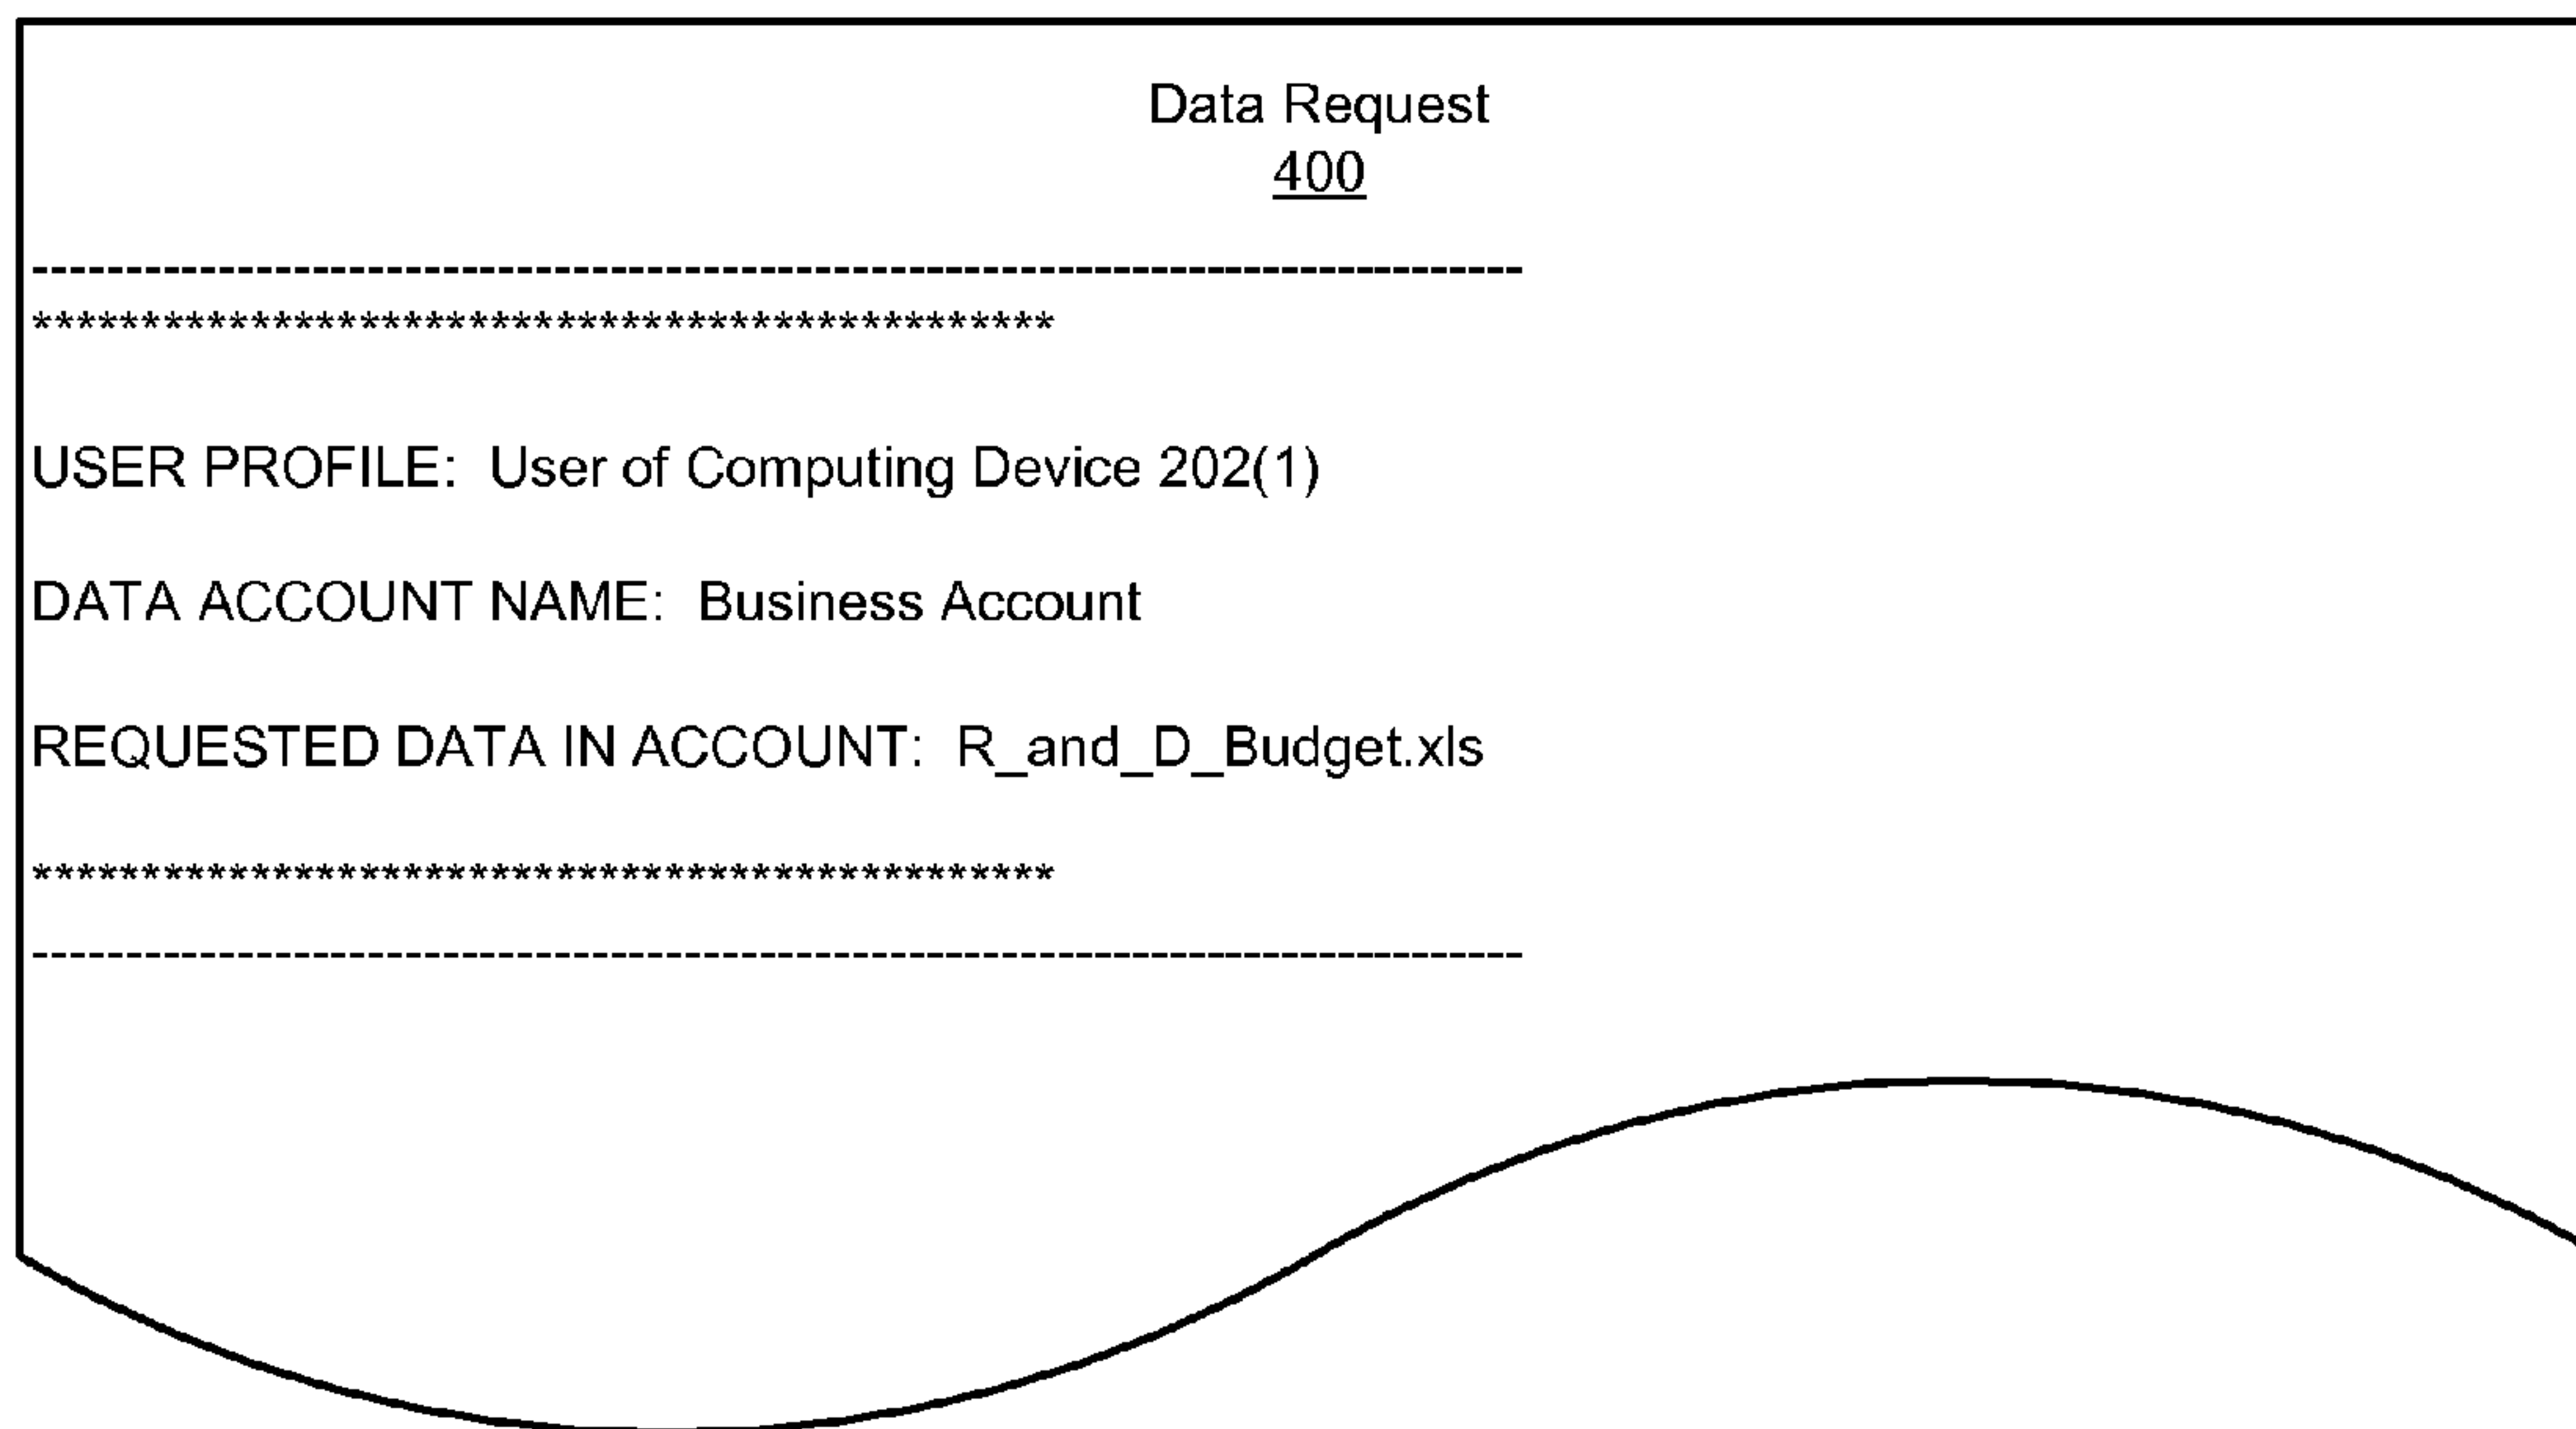 Data Request
400
--------------------------------------------------------------------------------
***********************************************
USER PROFILE: User of Computing Device 202(1)
DATA ACCOUNT NAME: Business Account
REQUESTED DATA IN ACCOUNT: R_and_D_Budget.xls
***********************************************
--------------------------------------------------------------------------------